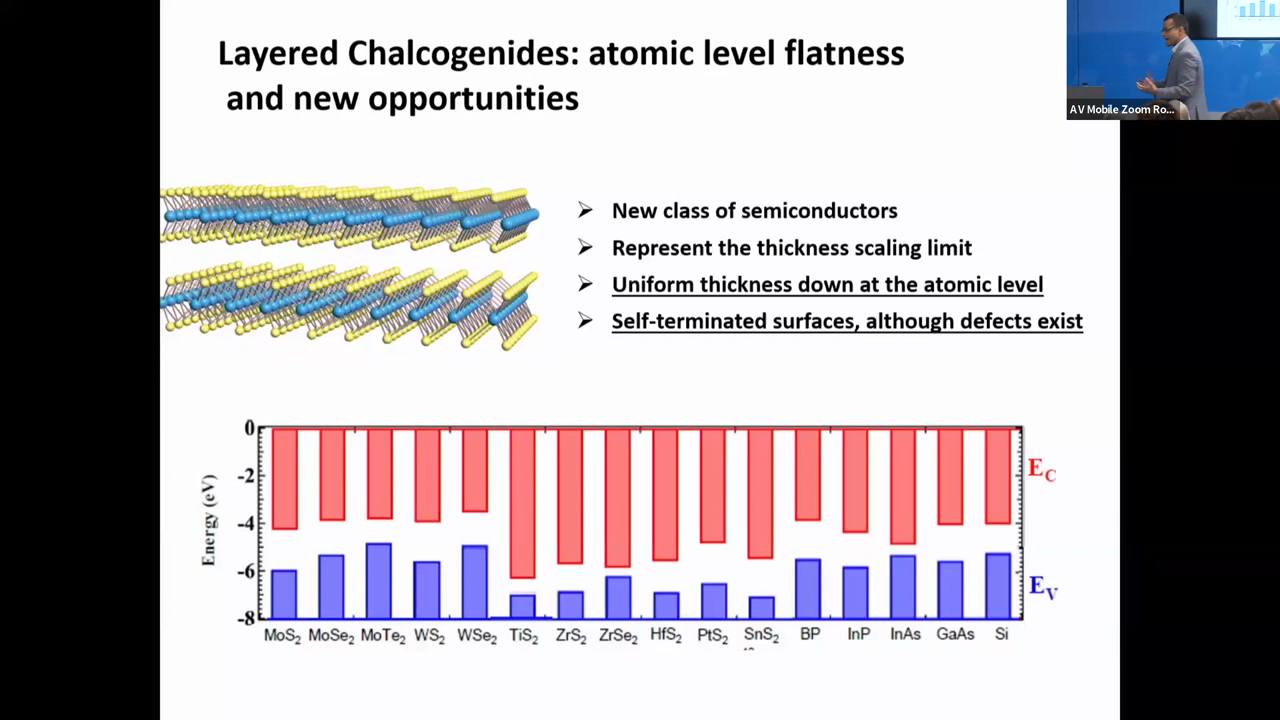 Layered Chalcogenides: atomic level flatness
and new opportunities
AV Mobile Zoom Ro...
➢ New class of semiconductors
➢ Represent the thickness scaling limit
➢ Uniform thickness down at the atomic level
➢ Self-terminated surfaces, although defects exist
Energy (eV)
0
-2
-4
-6
-8
E_C
E_V
MoS₂ MoSe₂ MoTe₂ WS₂ WSe₂ TiS₂ ZrS₂ ZrSe₂ HfS₂ PtS₂ SnS₂ BP InP InAs GaAs Si